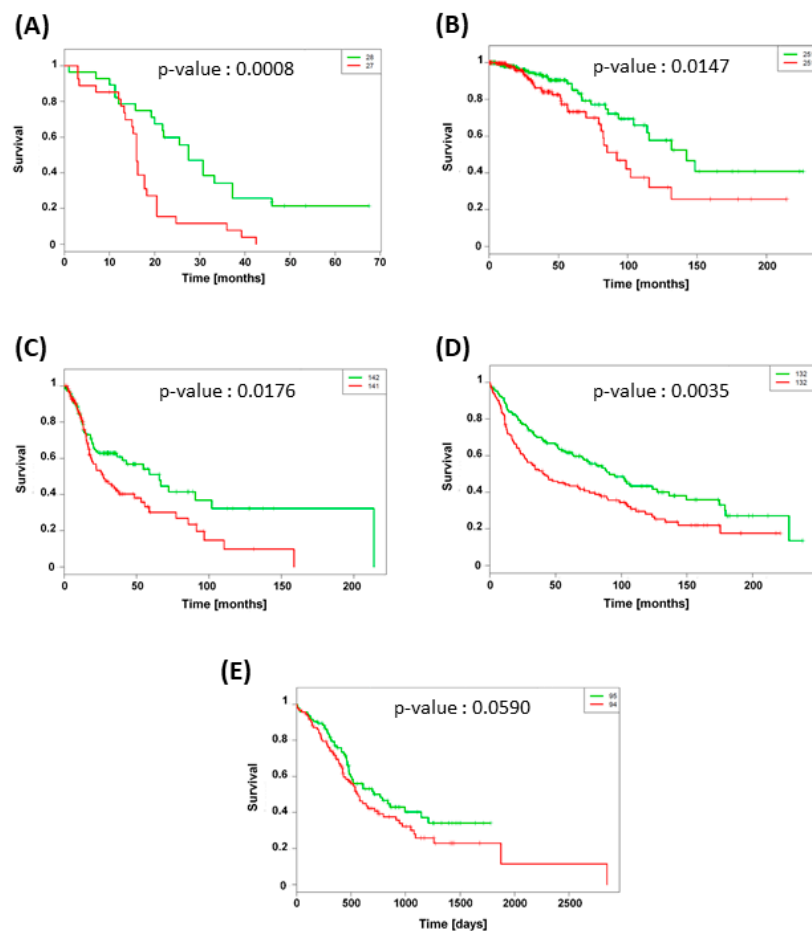 (A)
p-value : 0.0008
28
27
Survival
1
0.8
0.6
0.4
0.2
0
0 10 20 30 40 50 60 70
Time [months]
(B)
p-value : 0.0147
Survival
1
0.8
0.6
0.4
0.2
0
0 50 100 150 200
Time [months]
(C)
p-value : 0.0176
142
141
Survival
1
0.8
0.6
0.4
0.2
0
0 50 100 150 200
Time [months]
(D)
p-value : 0.0035
132
132
Survival
1
0.8
0.6
0.4
0.2
0
0 50 100 150 200
Time [months]
(E)
p-value : 0.0590
95
94
Survival
1
0.8
0.6
0.4
0.2
0
0 500 1000 1500 2000 2500
Time [days]